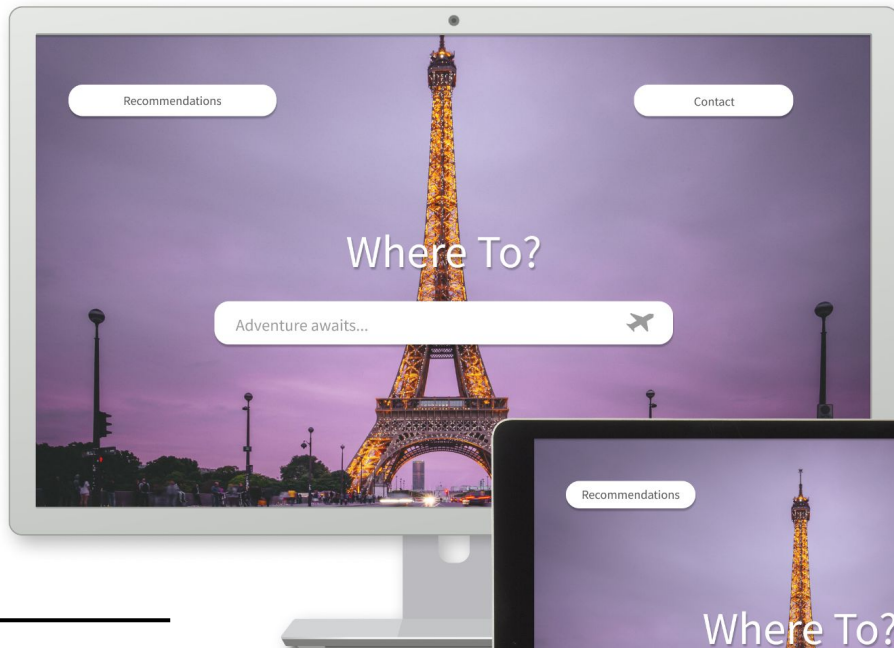 Recommendations
Contact
Where To?
Adventure awaits...
Recommendations
Where To?